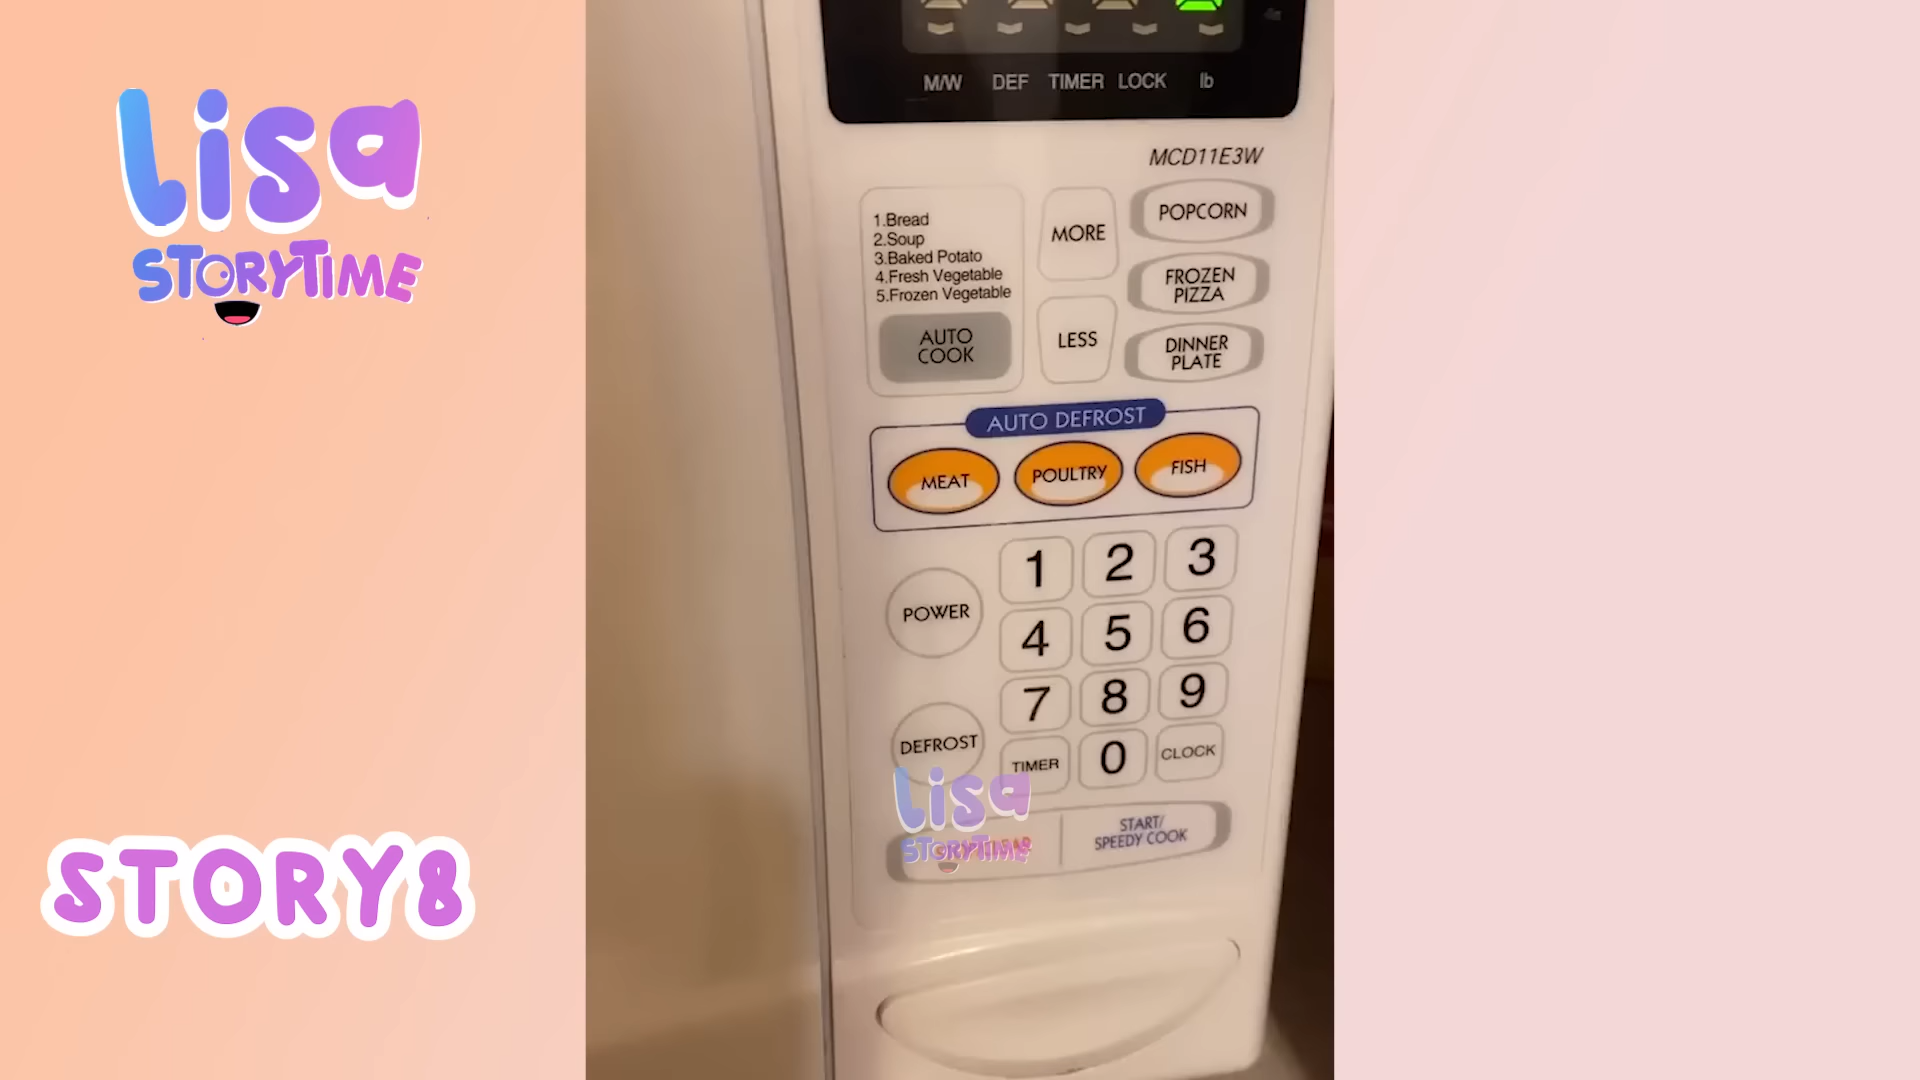 Lisa
STORYTIME
STORY8
M/W DEF TIMER LOCK lb
MCD11E3W
1.Bread
2.Soup
3.Baked Potato
4.Fresh Vegetable
5.Frozen Vegetable
AUTO
COOK
MORE
LESS
POPCORN
FROZEN
PIZZA
DINNER
PLATE
AUTO DEFROST
MEAT POULTRY FISH
POWER
DEFROST
1 2 3
4 5 6
7 8 9
TIMER 0 CLOCK
Lisa
STORYTIME
START/
SPEEDY COOK